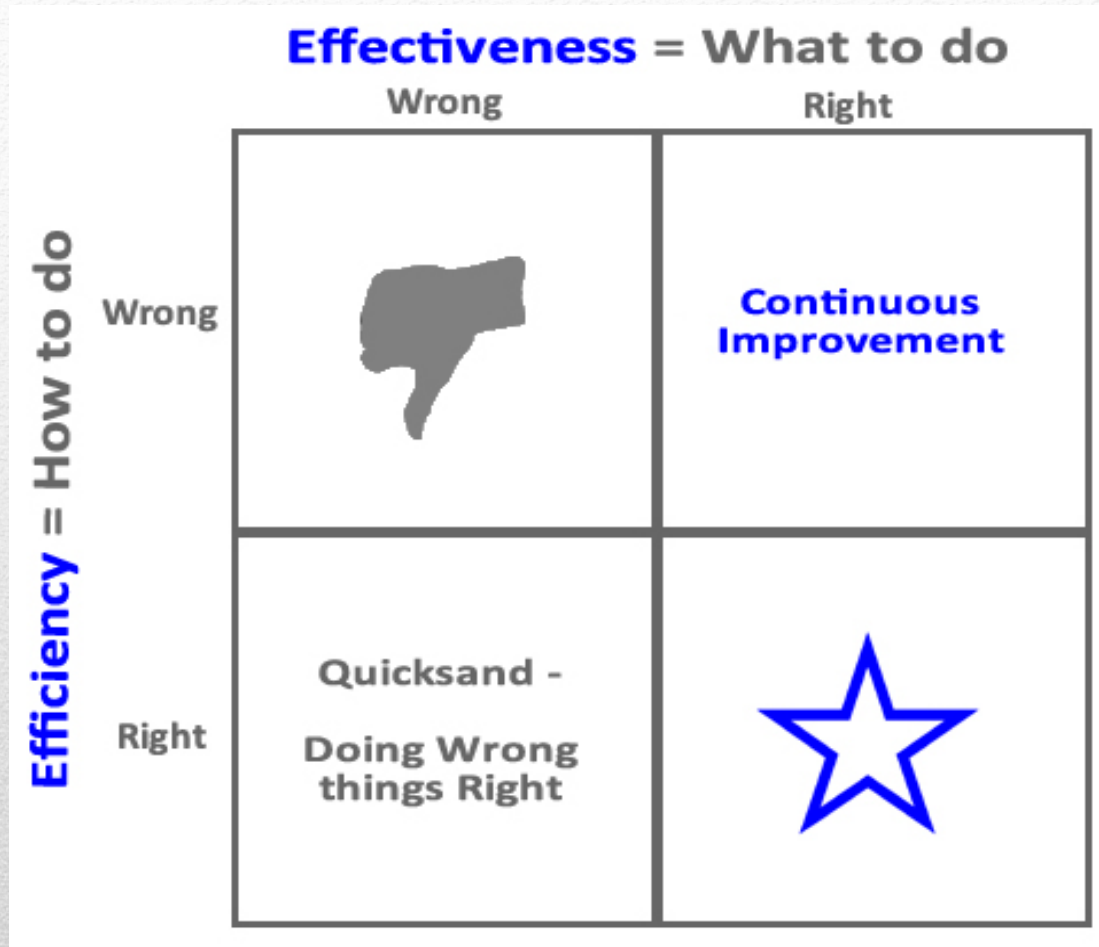 Effectiveness = What to do
Wrong
Right
Efficiency = How to do
Wrong
Continuous
Improvement
Right
Quicksand -
Doing Wrong
things Right